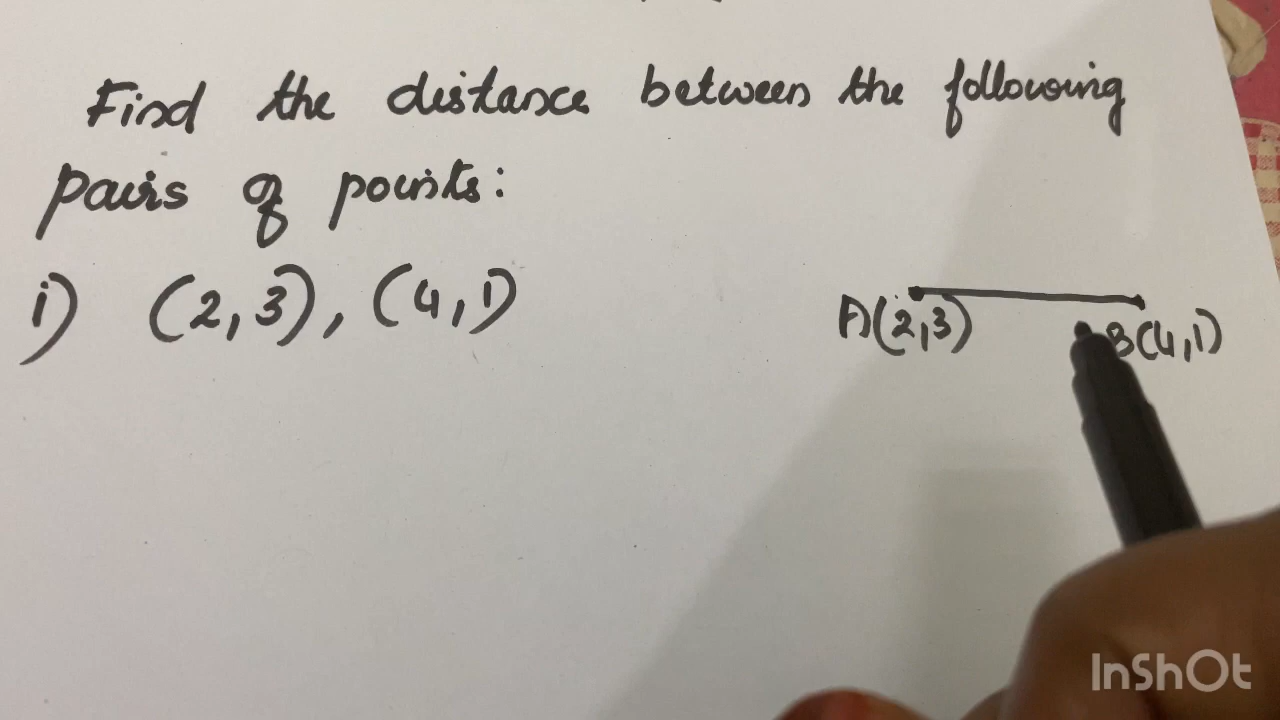 Find the distance between the following
pairs of points:
i) (2,3), (4,1)
A(2,3) B(4,1)
InShOt